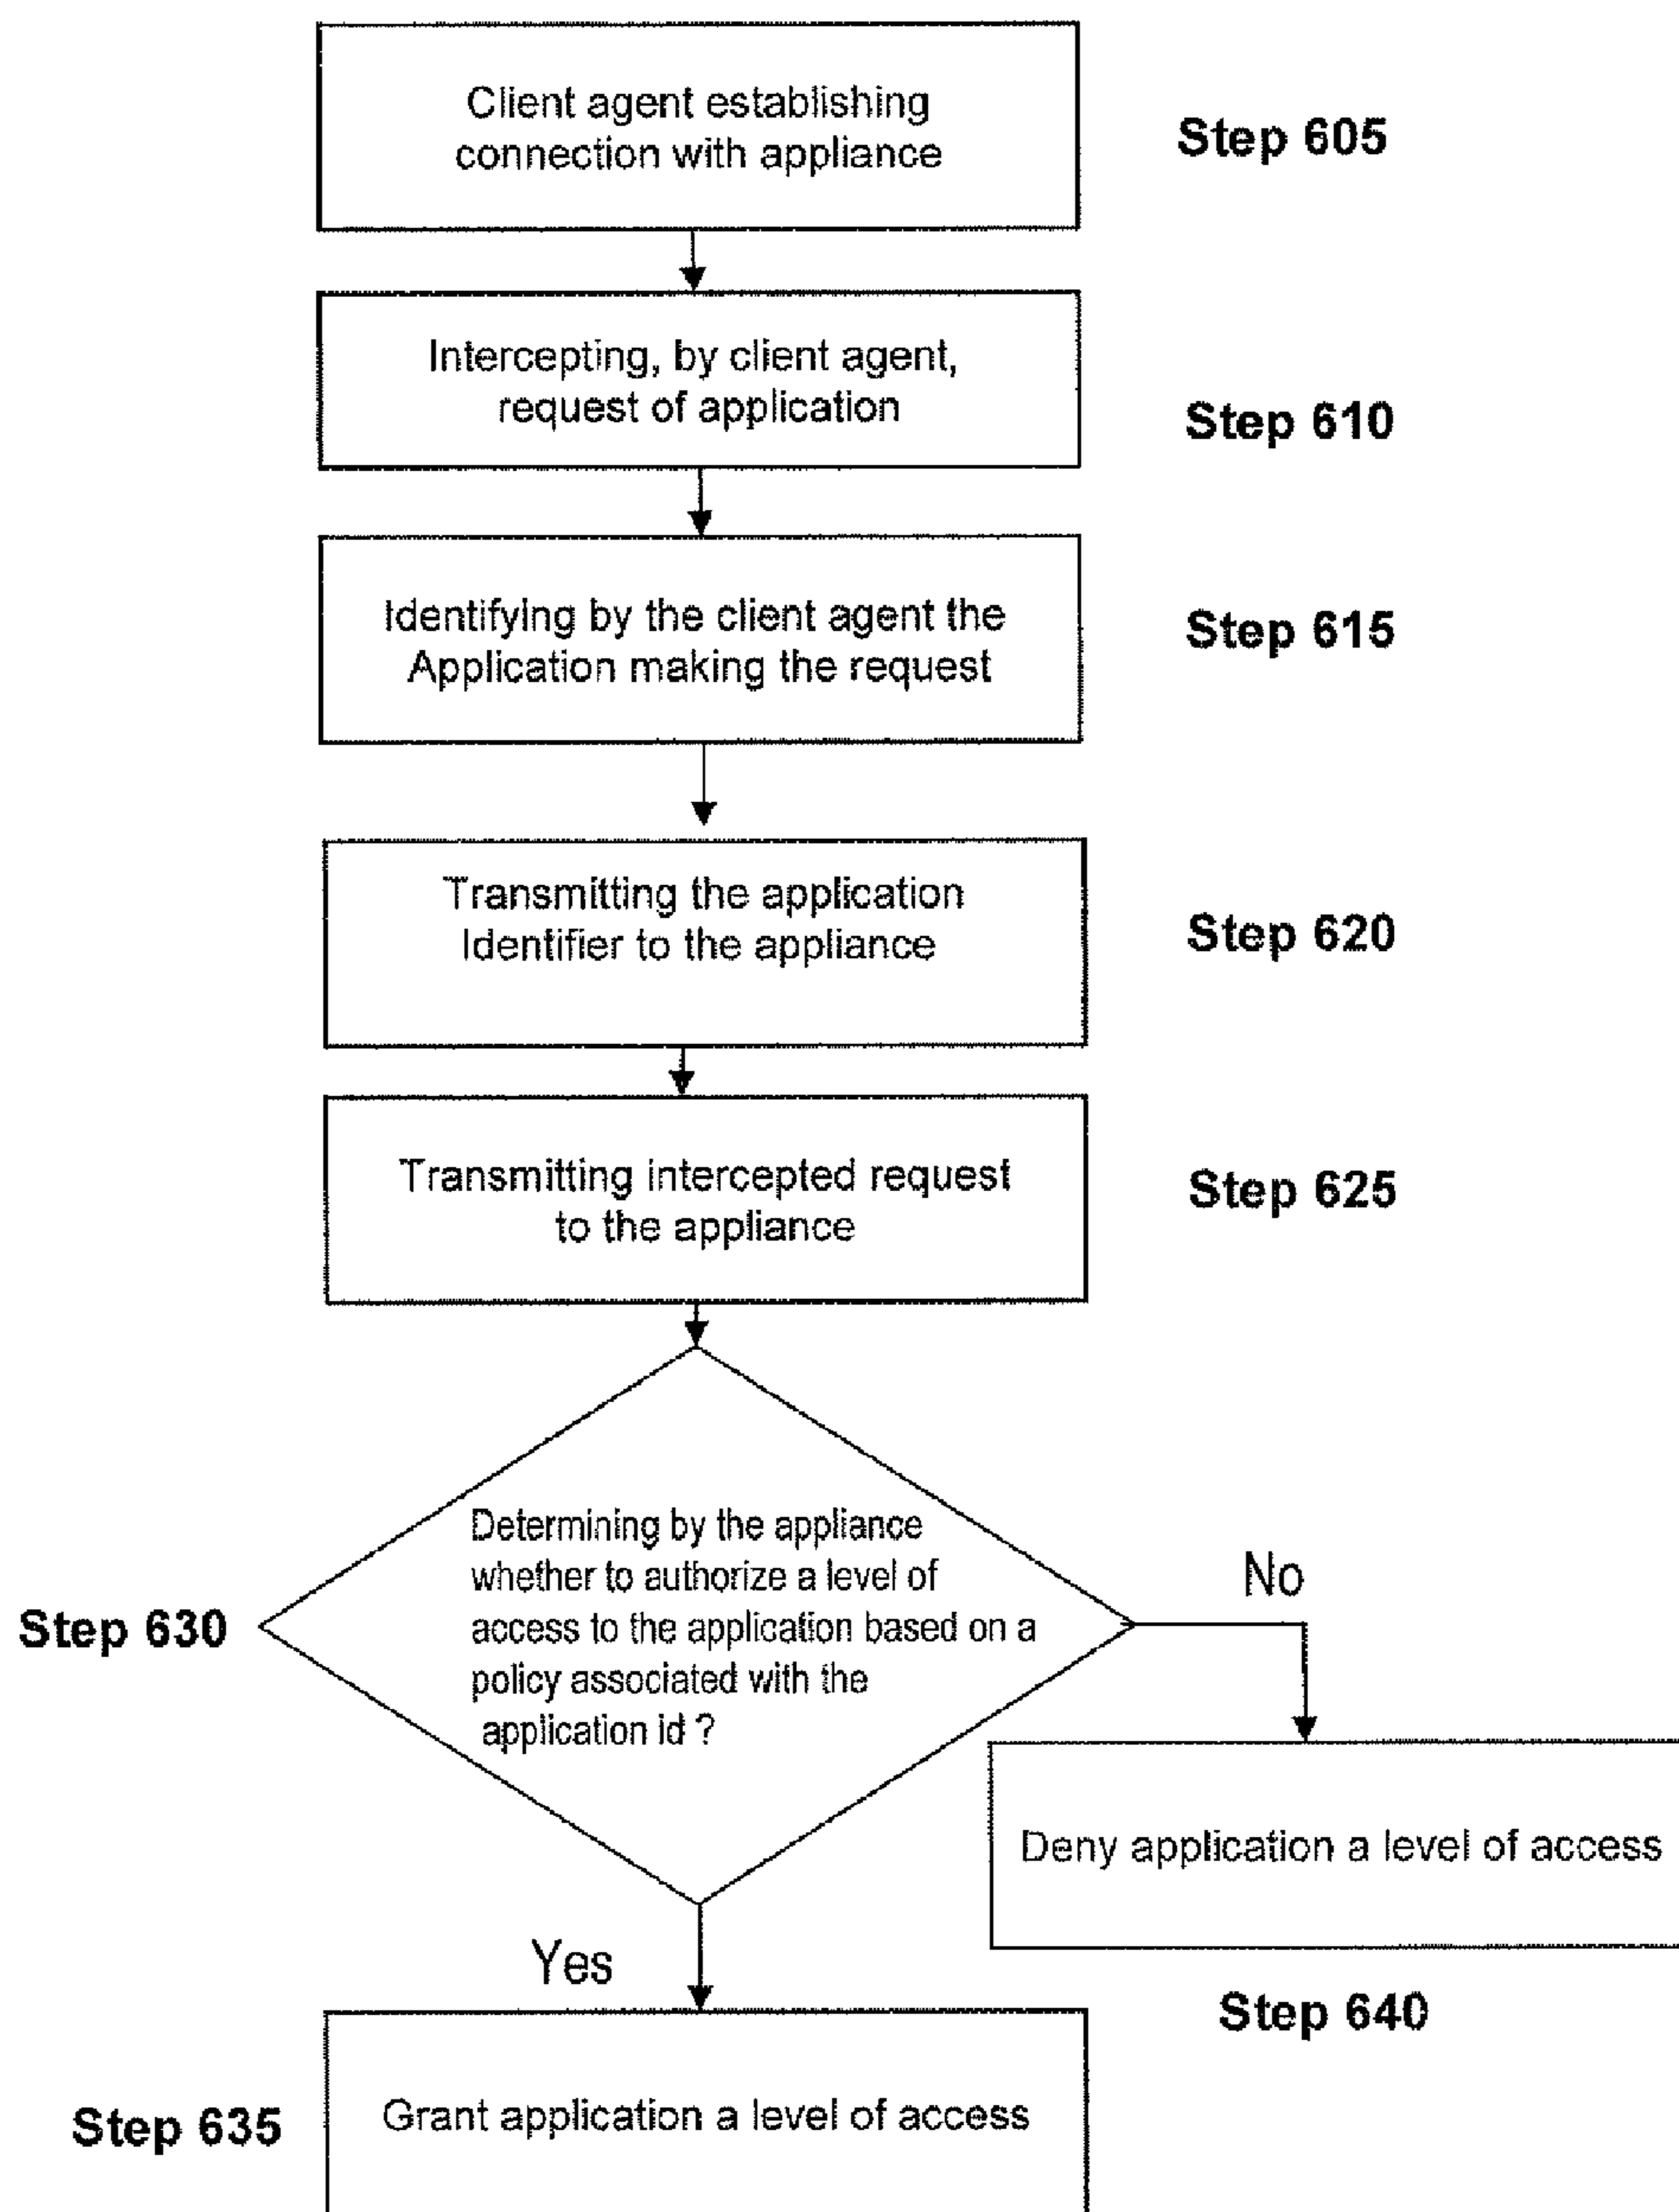 Client agent establishing
connection with appliance
Step 605
Intercepting, by client agent,
request of application
Step 610
Identifying by the client agent the
Application making the request
Step 615
Transmitting the application
Identifier to the appliance
Step 620
Transmitting intercepted request
to the appliance
Step 625
Determining by the appliance
whether to authorize a level of
access to the application based on a
policy associated with the
application id ?
Step 630
No
Deny application a level of access
Step 640
Yes
Grant application a level of access
Step 635